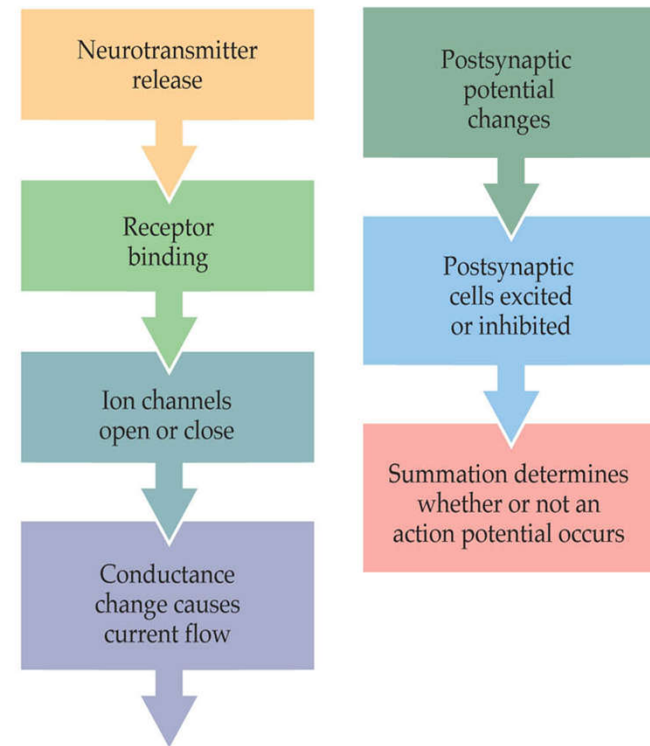 Neurotransmitter
release
Receptor
binding
Ion channels
open or close
Conductance
change causes
current flow
Postsynaptic
potential
changes
Postsynaptic
cells excited
or inhibited
Summation determines
whether or not an
action potential occurs